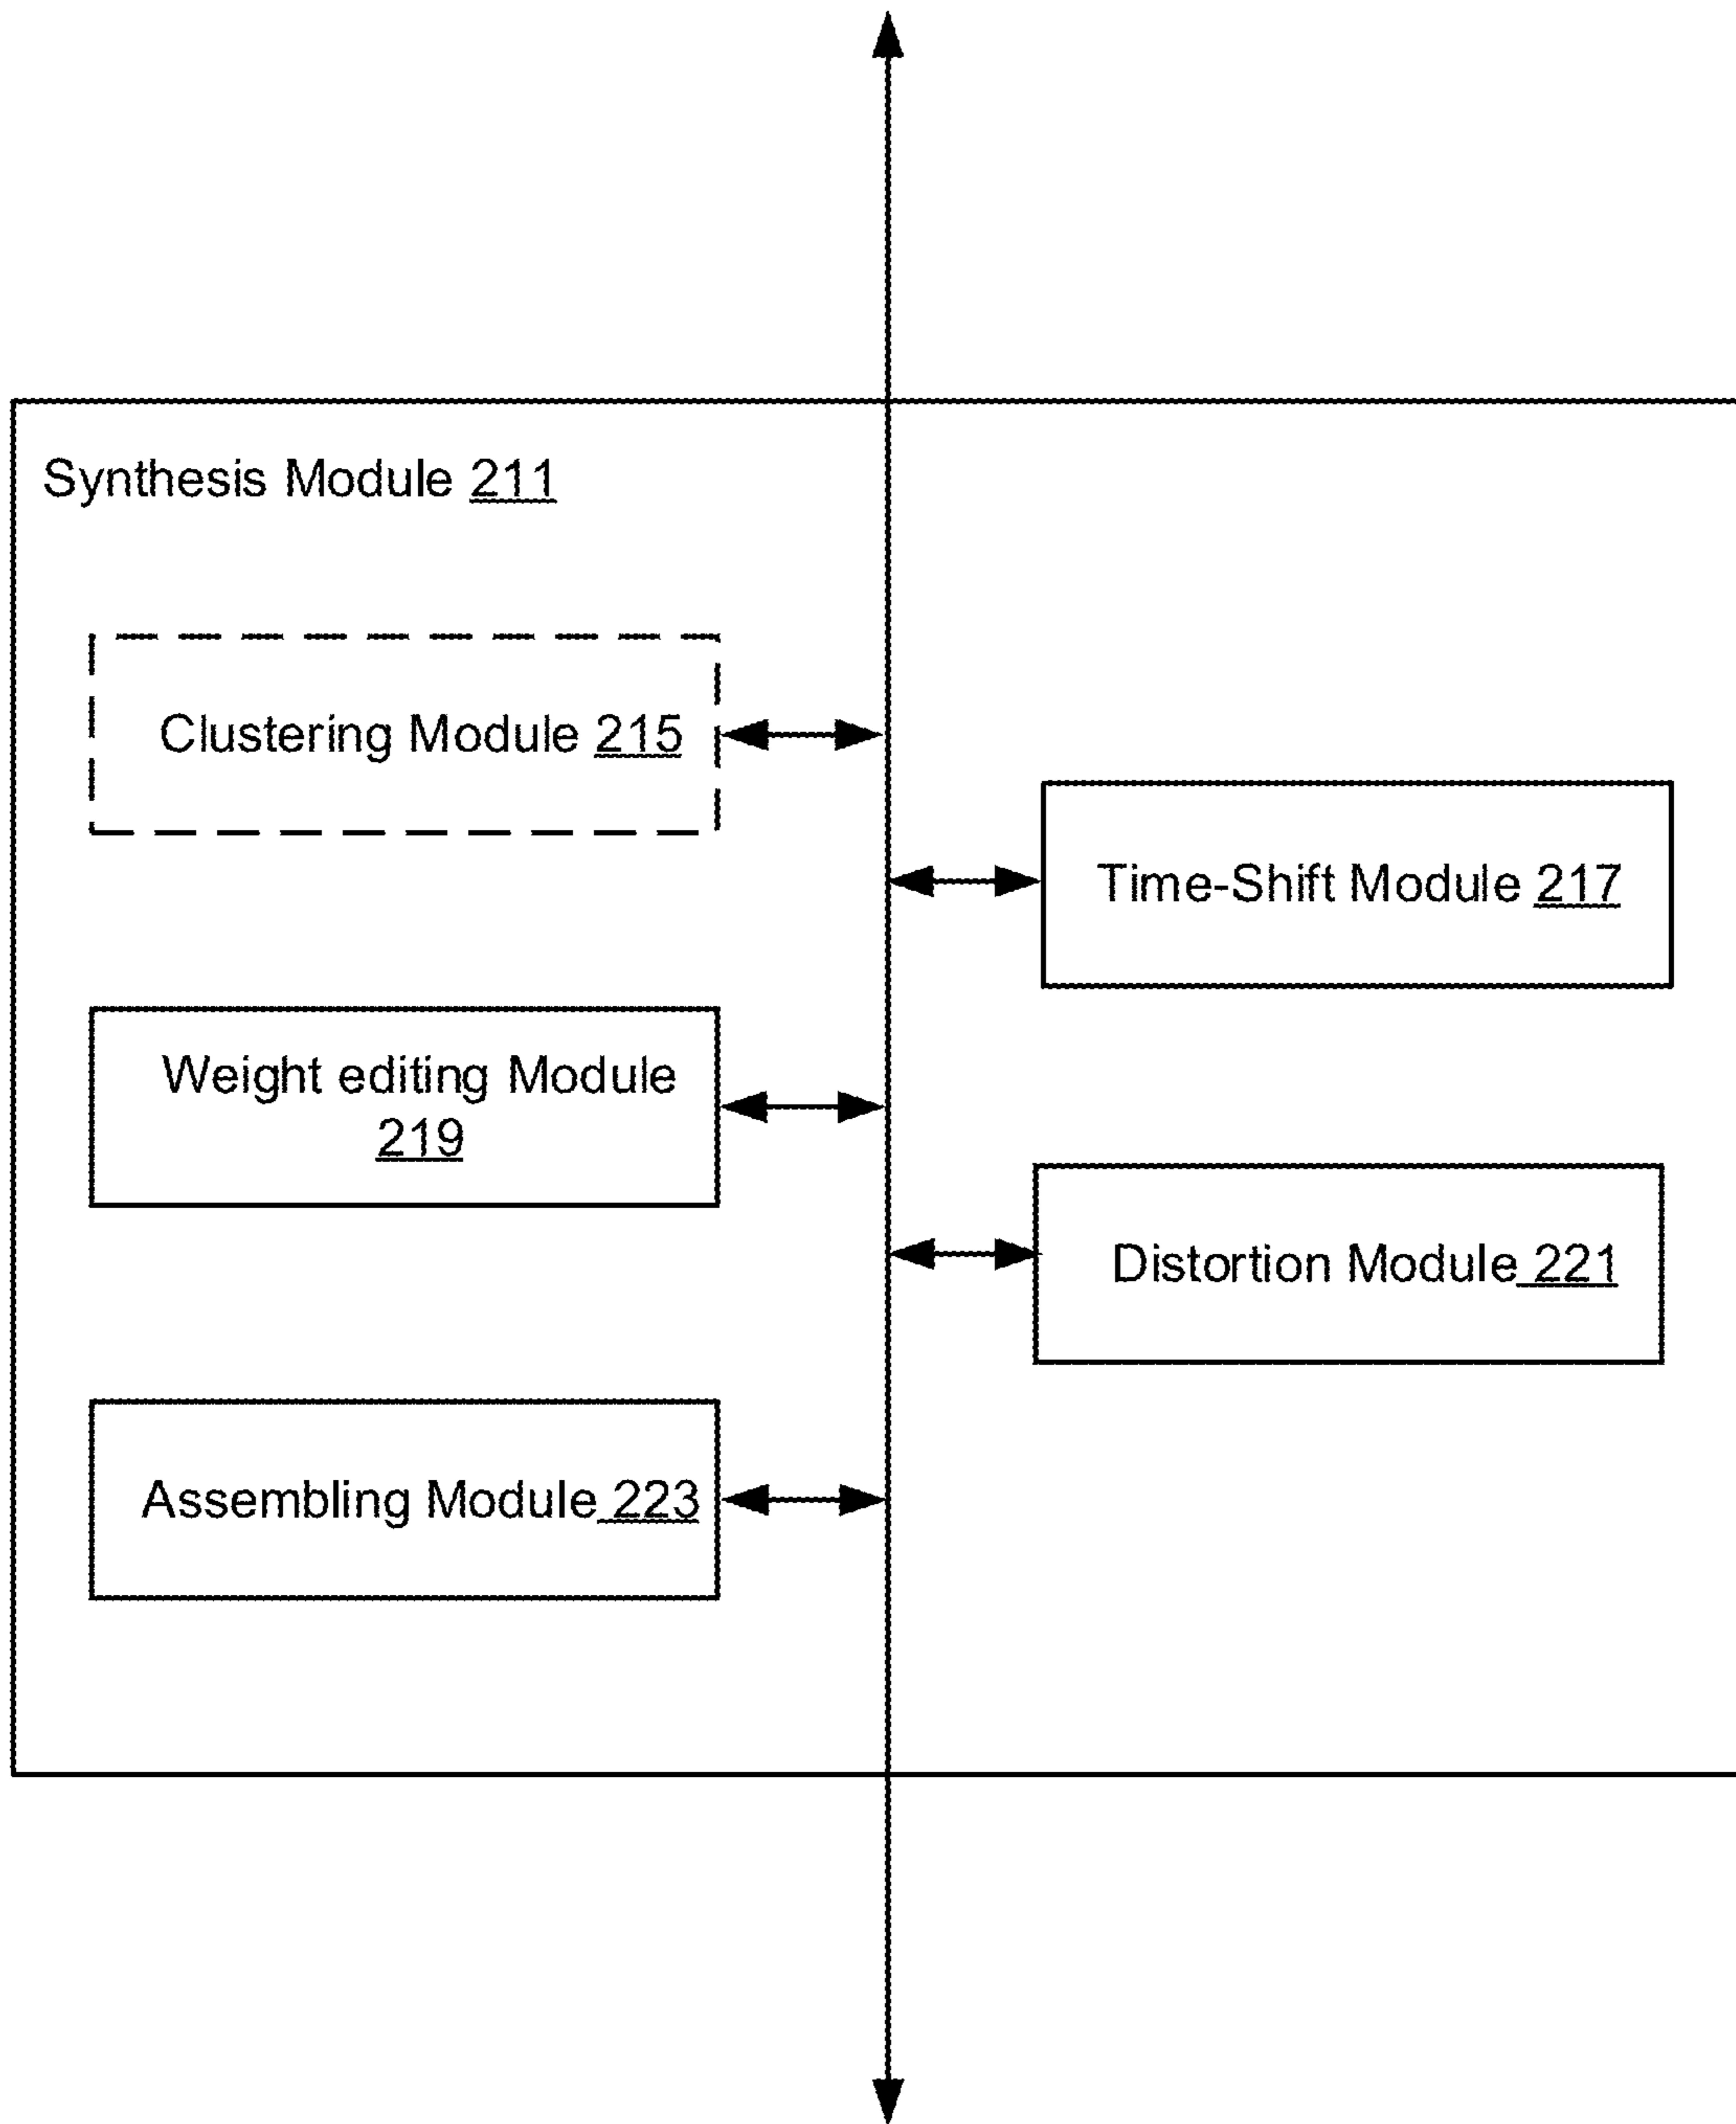 Synthesis Module 211
Clustering Module 215
Time-Shift Module 217
Weight editing Module
219
Distortion Module 221
Assembling Module 223